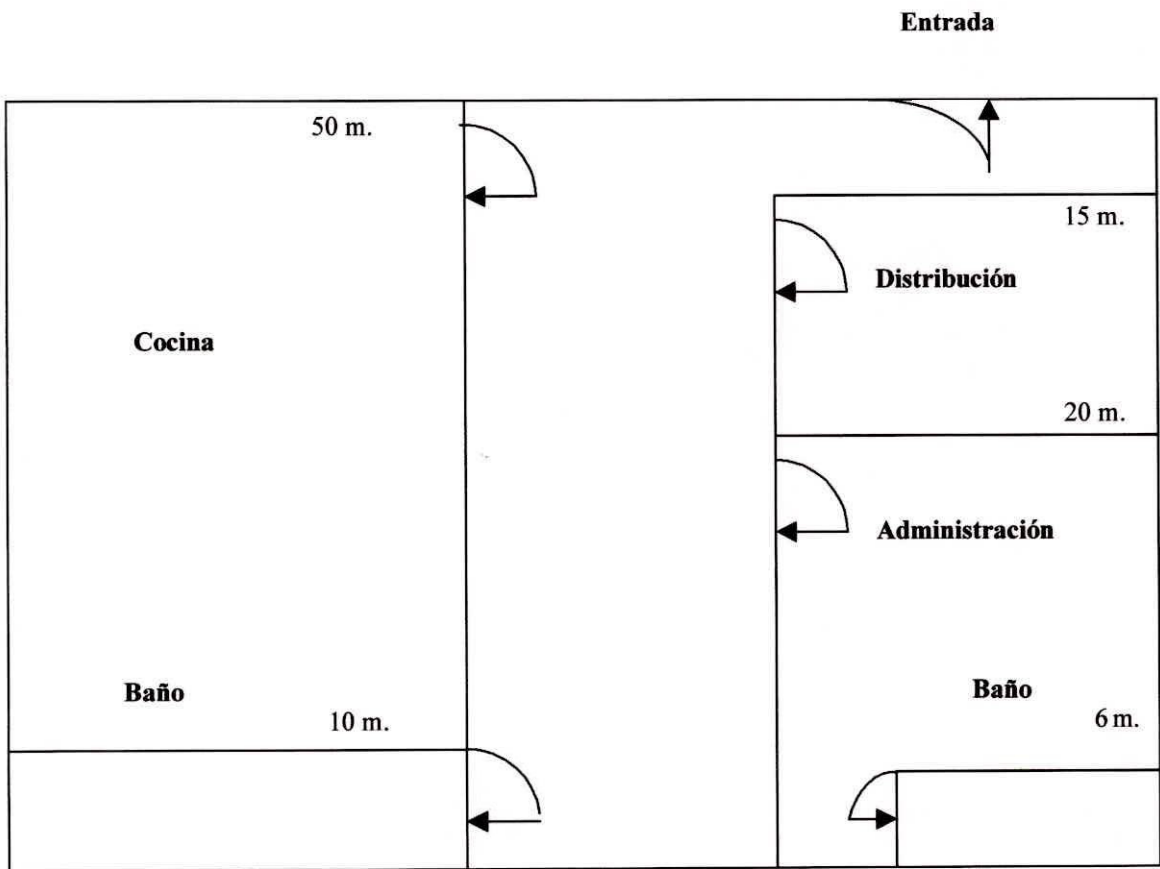 Entrada
50 m.
15 m.
Distribución
Cocina
20 m.
Administración
Baño
Baño
10 m.
6 m.